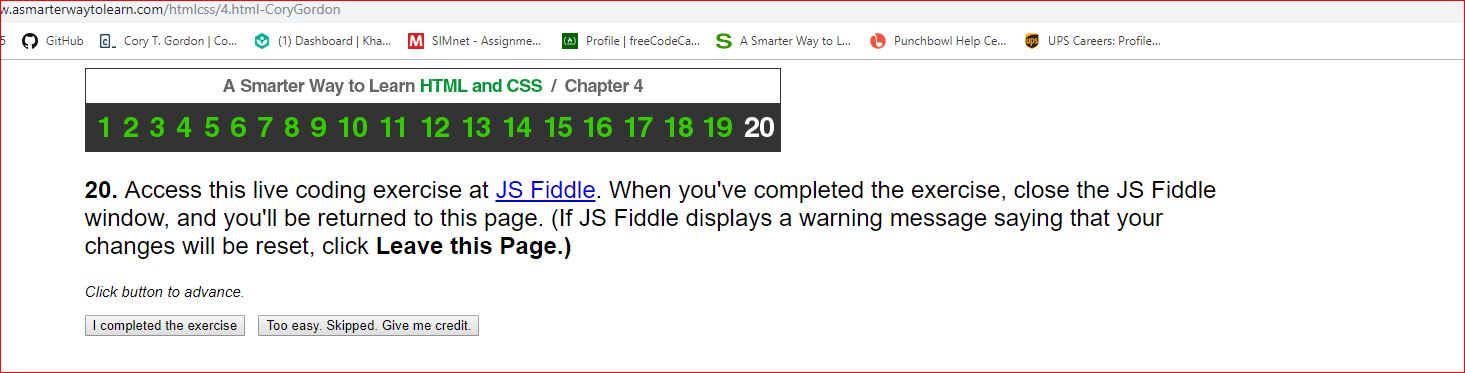 w.asmarterwaytolearn.com/htmlcss/4.html-CoryGordon
5 GitHub C_ Cory T. Gordon | Co... (1) Dashboard | Kha... M SIMnet - Assignme... Profile | freeCodeCa... S A Smarter Way to L... Punchbowl Help Ce... ups UPS Careers: Profile...
A Smarter Way to Learn HTML and CSS / Chapter 4
1 2 3 4 5 6 7 8 9 10 11 12 13 14 15 16 17 18 19 20
20. Access this live coding exercise at JS Fiddle. When you've completed the exercise, close the JS Fiddle
window, and you'll be returned to this page. (If JS Fiddle displays a warning message saying that your
changes will be reset, click Leave this Page.)
Click button to advance.
I completed the exercise Too easy. Skipped. Give me credit.